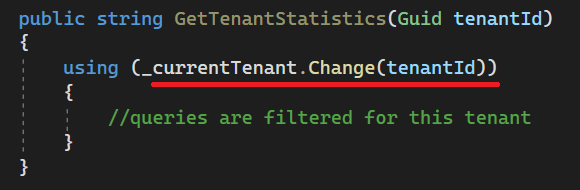 public string GetTenantStatistics(Guid tenantId)
{
using (_currentTenant.Change(tenantId))
{
//queries are filtered for this tenant
}
}